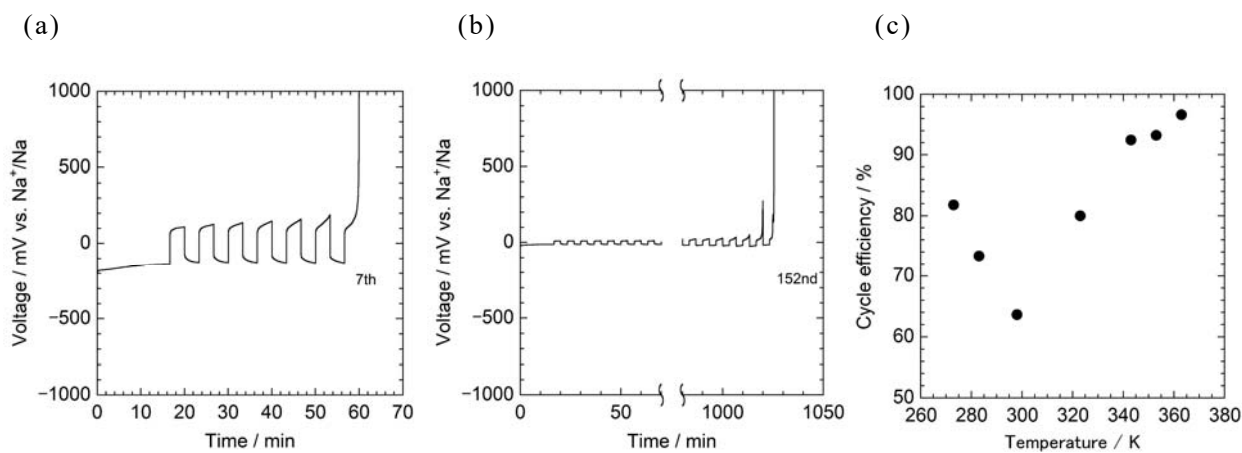 (a)
(b)
(c)
1000
500
0
−500
−1000
Voltage / mV vs. Na⁺/Na
7th
0 10 20 30 40 50 60 70
Time / min
1000
500
0
−500
−1000
Voltage / mV vs. Na⁺/Na
152nd
0 50 1000 1050
Time / min
100
90
80
70
60
50
Cycle efficiency / %
260 280 300 320 340 360 380
Temperature / K